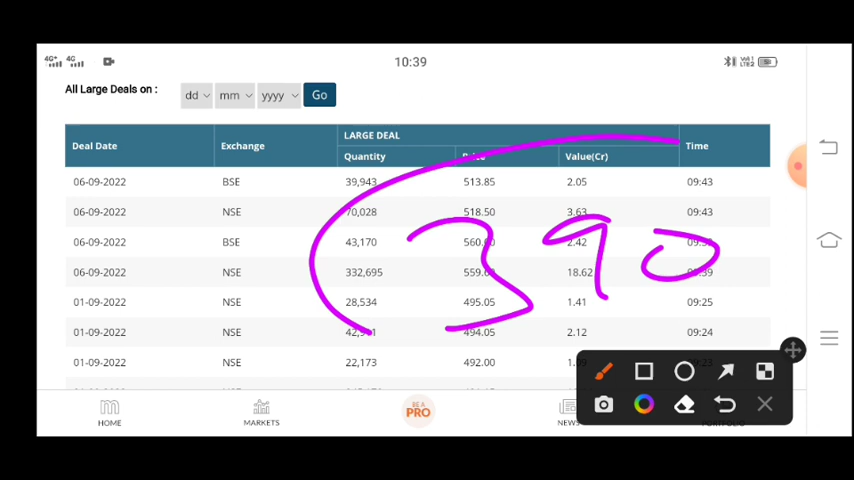 4G+ 4G 10:39
All Large Deals on : dd mm yyyy Go
Deal Date Exchange LARGE DEAL Time
Quantity Price Value(Cr)
06-09-2022 BSE 39,943 513.85 2.05 09:43
06-09-2022 NSE 70,028 518.50 3.63 09:43
06-09-2022 BSE 43,170 2.42
06-09-2022 NSE 332,695 18.62
01-09-2022 NSE 28,534 495.05 1.41 09:25
01-09-2022 NSE 494.05 2.12 09:24
01-09-2022 NSE 22,173 492.00 09:23
390
BE A
PRO
HOME MARKETS NEWS PORTFOLIO